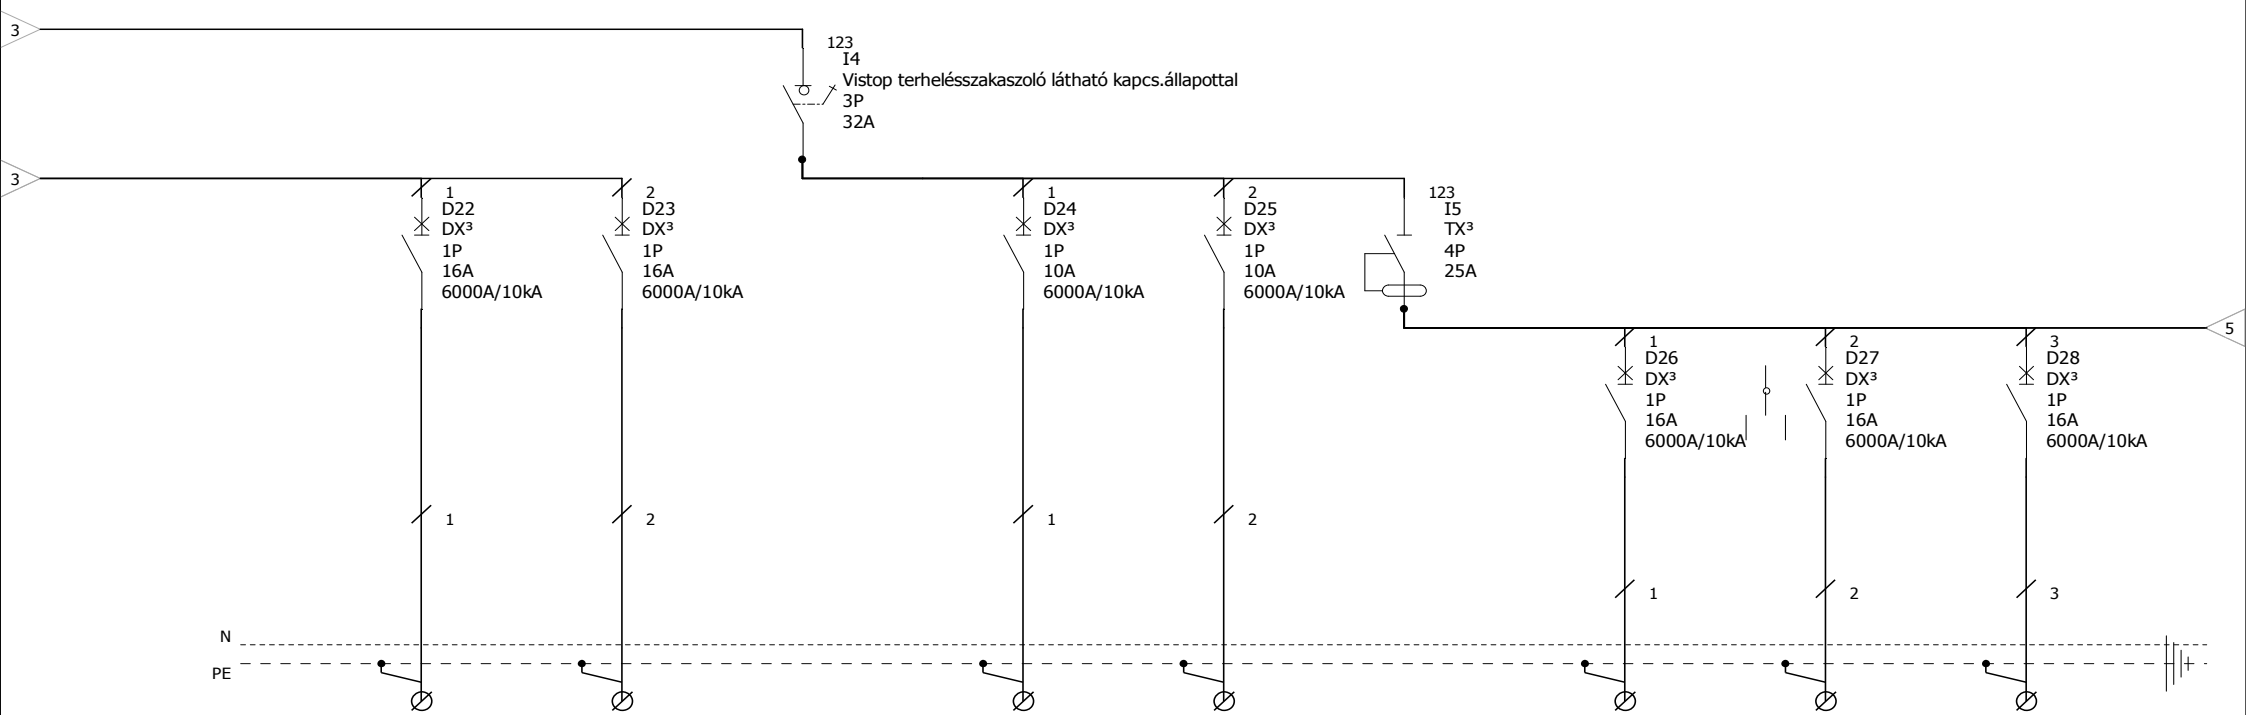 3
123
I4
Vistop terhelésszakaszoló látható kapcs.állapottal
3P
32A
3
1
D22
DX³
1P
16A
6000A/10kA
2
D23
DX³
1P
16A
6000A/10kA
1
D24
DX³
1P
10A
6000A/10kA
2
D25
DX³
1P
10A
6000A/10kA
123
I5
TX³
4P
25A
5
1
D26
DX³
1P
16A
6000A/10kA
2
D27
DX³
1P
16A
6000A/10kA
3
D28
DX³
1P
16A
6000A/10kA
1
2
1
2
1
2
3
N
PE